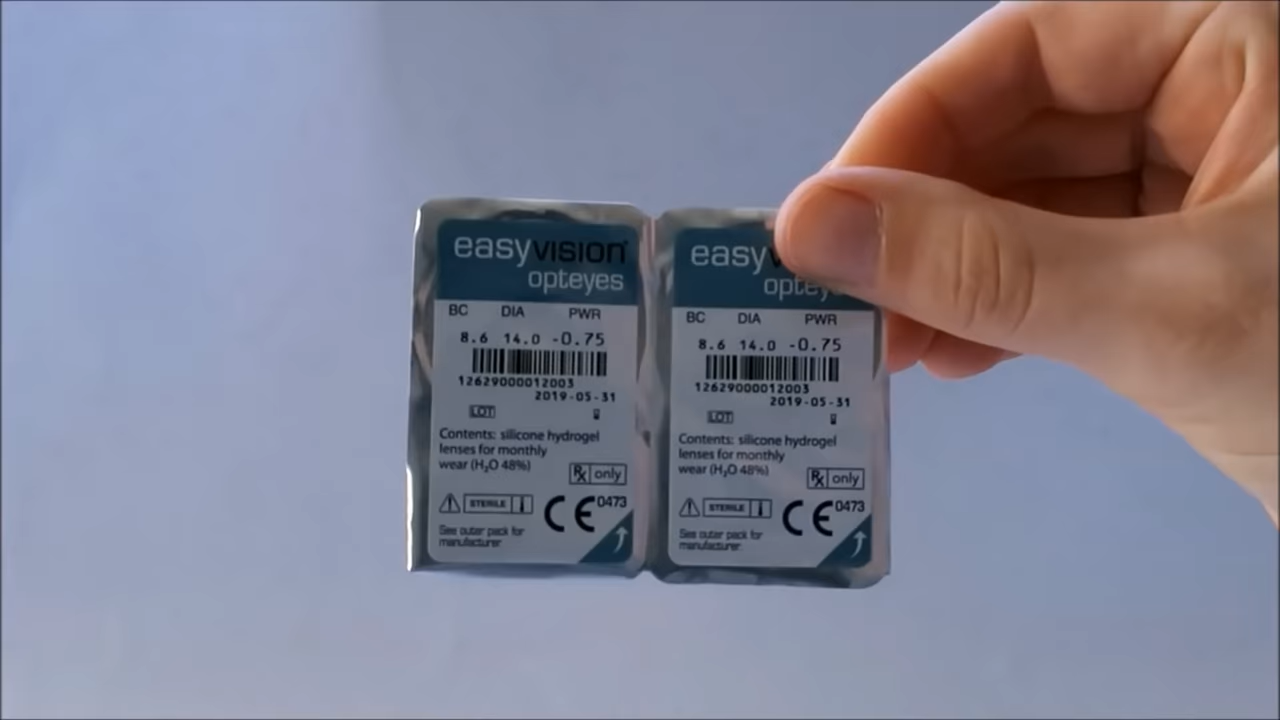 easyvision
opteyes
BC DIA PWR
8.6 14.0 -0.75
12629000012003
2019-05-31
LOT
Contents: silicone hydrogel
lenses for monthly
wear (H₂O 48%)
Rx only
STERILE
CE 0473
See outer pack for
manufacturer
easyv
optey
BC DIA PWR
8.6 14.0 -0.75
12629000012003
2019-05-31
LOT
Contents: silicone hydrogel
lenses for monthly
wear (H₂O 48%)
Rx only
STERILE
CE 0473
See outer pack for
manufacturer